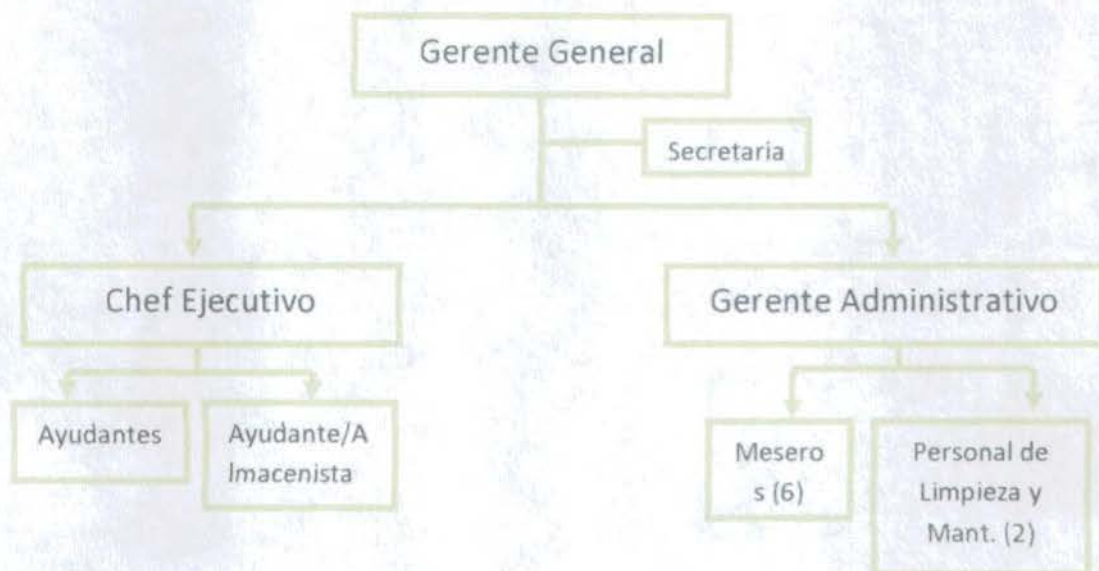 Gerente General
Secretaria
Chef Ejecutivo
Gerente Administrativo
Ayudantes
Ayudante/A
lmacenista
Mesero
s (6)
Personal de
Limpieza y
Mant. (2)